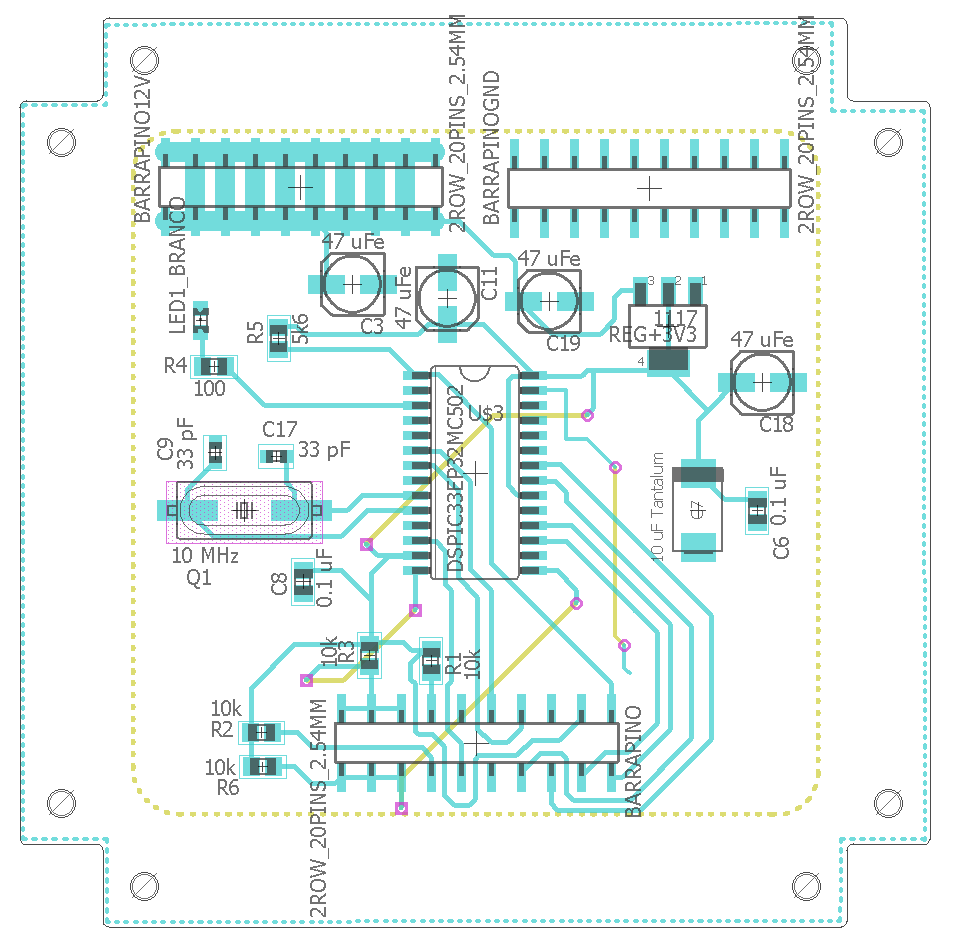 BARRAPINO12V
2ROW_20PINS_2.54MM
BARRAPINOGND
2ROW_20PINS_2.54MM
LED1_BRANCO
47 uFe
C3
47 uFe
C11
47 uFe
C19
3
2
1
1117
REG+3V3
4
47 uFe
C18
R5
5k6
R4
100
U$3
DSPIC33EP32MC502
C9
33 pF
C17
33 pF
10 MHz
Q1
C8
0.1 uF
10 uF Tantalum
C7
C6
0.1 uF
10k
R3
R1
10k
10k
R2
10k
R6
2ROW_20PINS_2.54MM
BARRAPINO